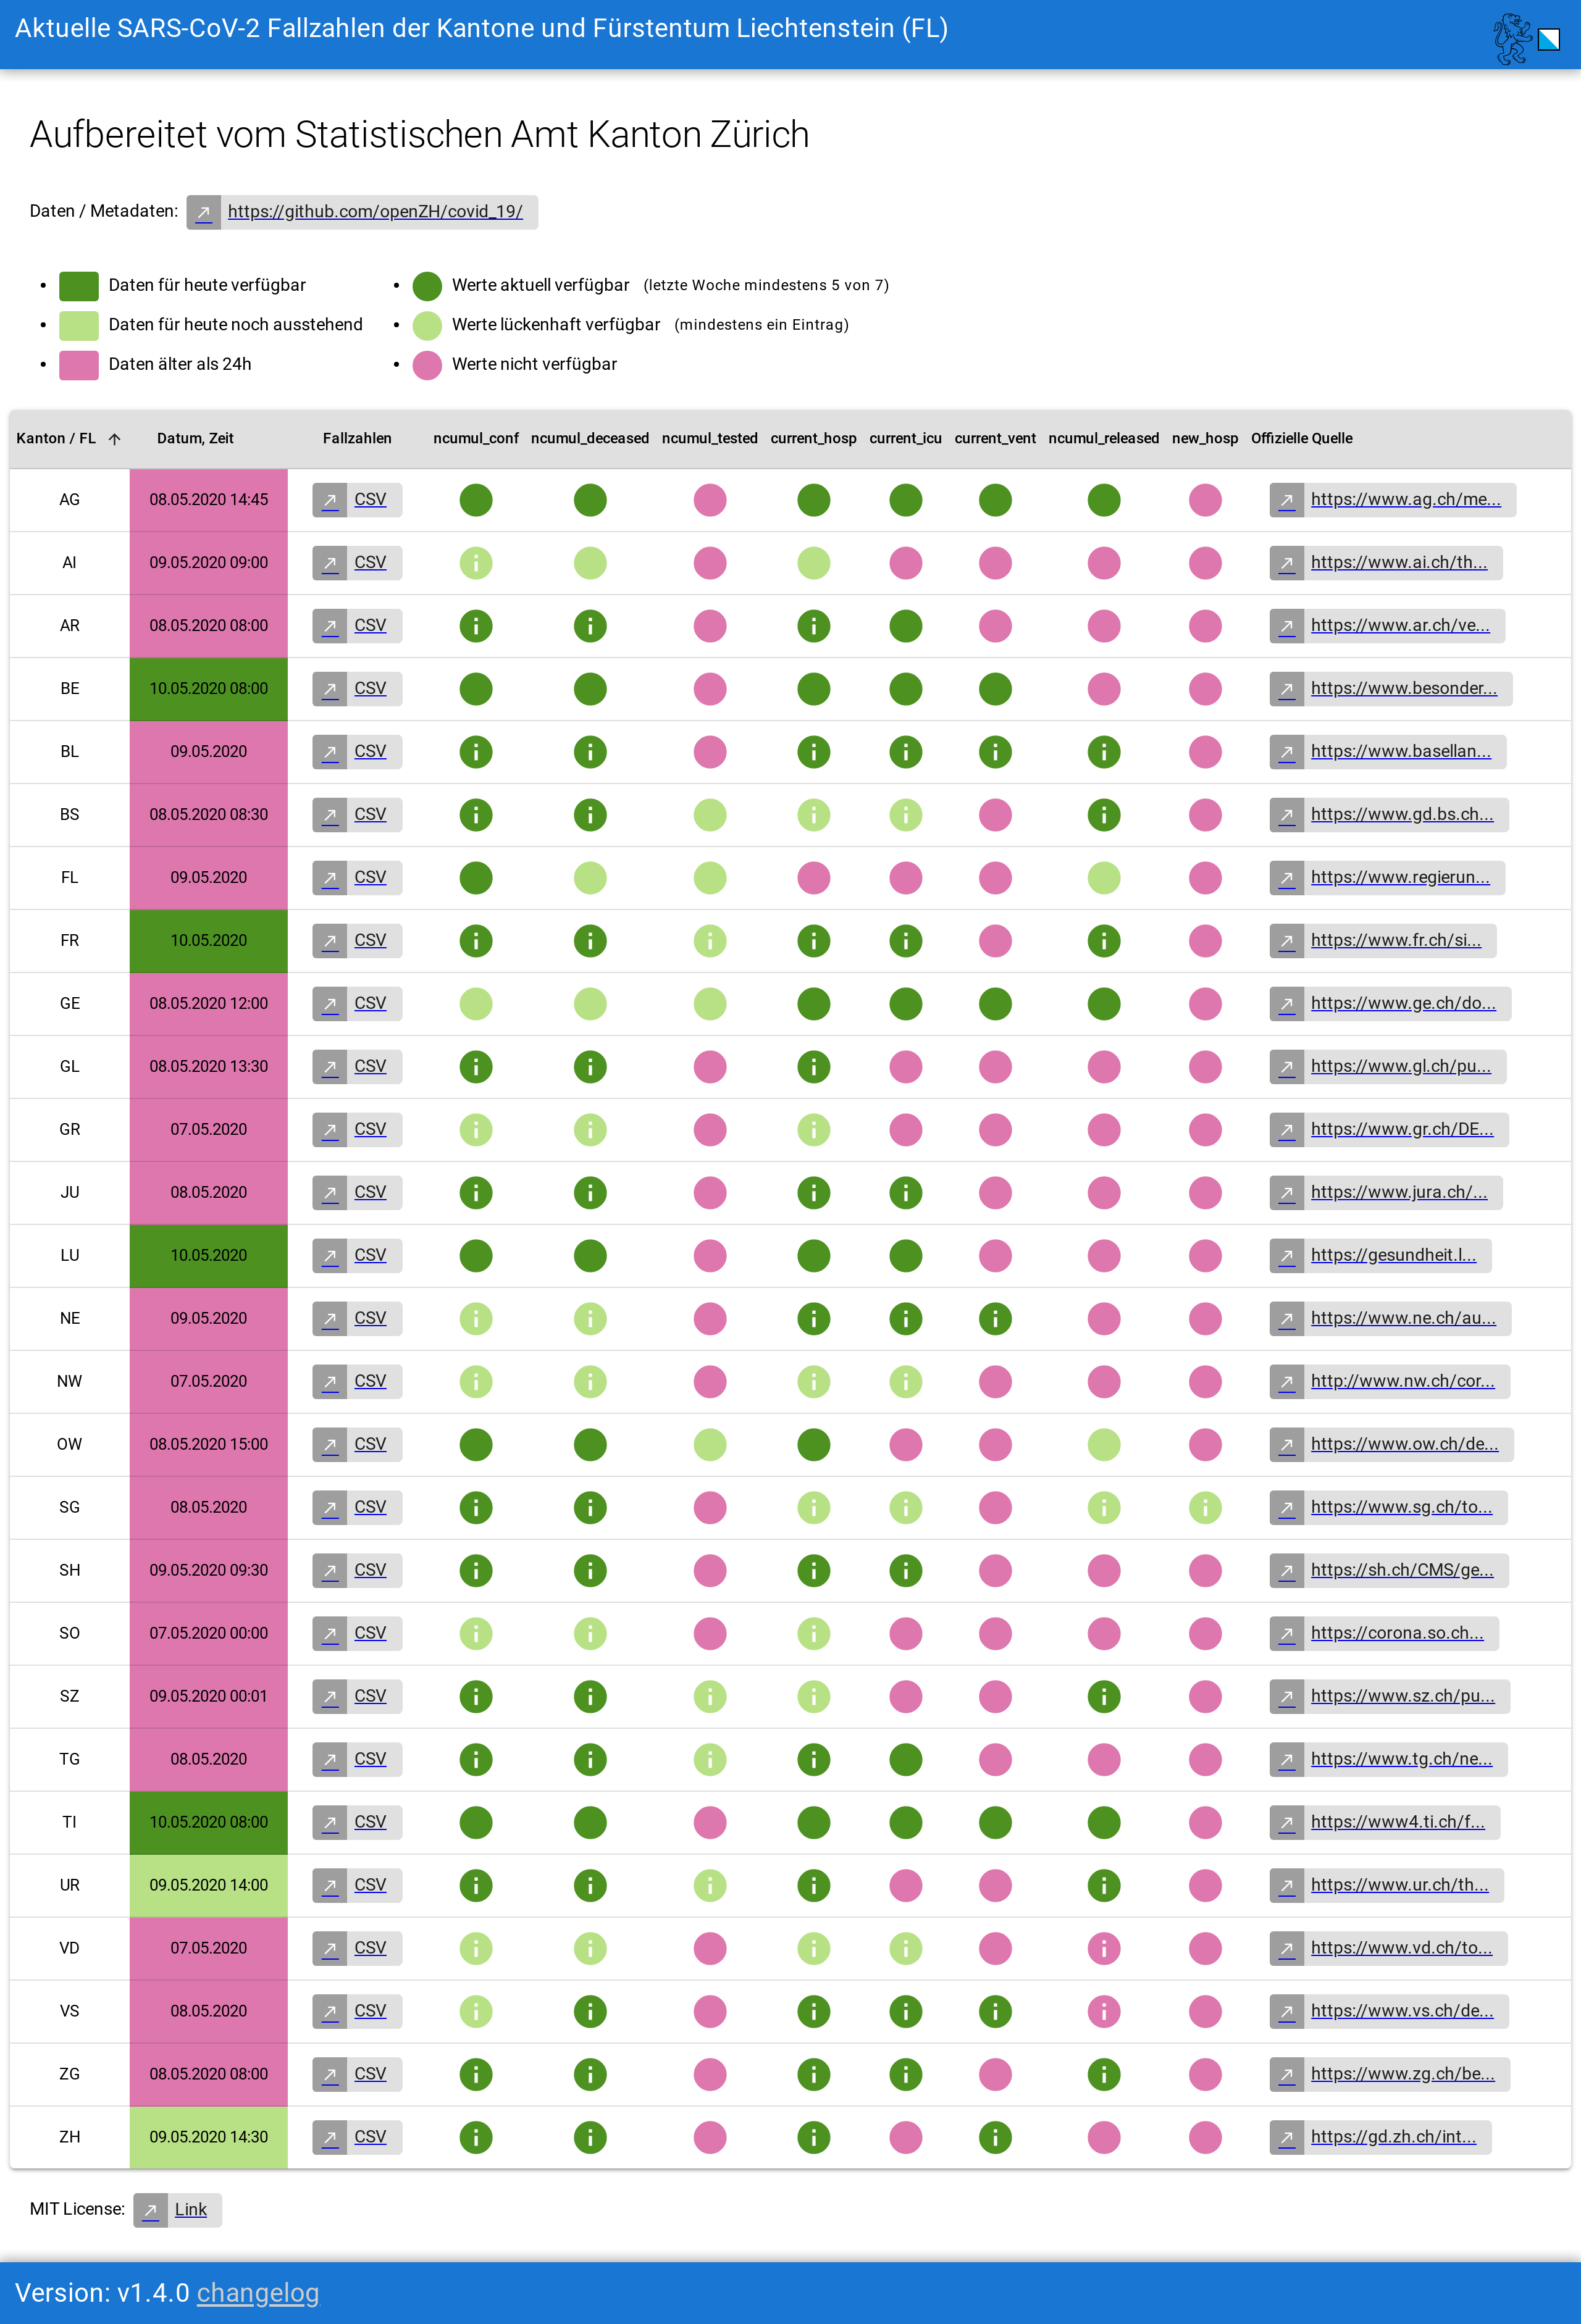 Aktuelle SARS-CoV-2 Fallzahlen der Kantone und Fürstentum Liechtenstein (FL)
Aufbereitet vom Statistischen Amt Kanton Zürich
Daten / Metadaten: https://github.com/openZH/covid_19/
Daten für heute verfügbar
Daten für heute noch ausstehend
Daten älter als 24h
Werte aktuell verfügbar (letzte Woche mindestens 5 von 7)
Werte lückenhaft verfügbar (mindestens ein Eintrag)
Werte nicht verfügbar
Kanton / FL Datum, Zeit Fallzahlen ncumul_conf ncumul_deceased ncumul_tested current_hosp current_icu current_vent ncumul_released new_hosp Offizielle Quelle
AG 08.05.2020 14:45 CSV https://www.ag.ch/me...
AI 09.05.2020 09:00 CSV https://www.ai.ch/th...
AR 08.05.2020 08:00 CSV https://www.ar.ch/ve...
BE 10.05.2020 08:00 CSV https://www.besonder...
BL 09.05.2020 CSV https://www.basellan...
BS 08.05.2020 08:30 CSV https://www.gd.bs.ch...
FL 09.05.2020 CSV https://www.regierun...
FR 10.05.2020 CSV https://www.fr.ch/si...
GE 08.05.2020 12:00 CSV https://www.ge.ch/do...
GL 08.05.2020 13:30 CSV https://www.gl.ch/pu...
GR 07.05.2020 CSV https://www.gr.ch/DE...
JU 08.05.2020 CSV https://www.jura.ch/...
LU 10.05.2020 CSV https://gesundheit.l...
NE 09.05.2020 CSV https://www.ne.ch/au...
NW 07.05.2020 CSV http://www.nw.ch/cor...
OW 08.05.2020 15:00 CSV https://www.ow.ch/de...
SG 08.05.2020 CSV https://www.sg.ch/to...
SH 09.05.2020 09:30 CSV https://sh.ch/CMS/ge...
SO 07.05.2020 00:00 CSV https://corona.so.ch...
SZ 09.05.2020 00:01 CSV https://www.sz.ch/pu...
TG 08.05.2020 CSV https://www.tg.ch/ne...
TI 10.05.2020 08:00 CSV https://www4.ti.ch/f...
UR 09.05.2020 14:00 CSV https://www.ur.ch/th...
VD 07.05.2020 CSV https://www.vd.ch/to...
VS 08.05.2020 CSV https://www.vs.ch/de...
ZG 08.05.2020 08:00 CSV https://www.zg.ch/be...
ZH 09.05.2020 14:30 CSV https://gd.zh.ch/int...
MIT License: Link
Version: v1.4.0 changelog